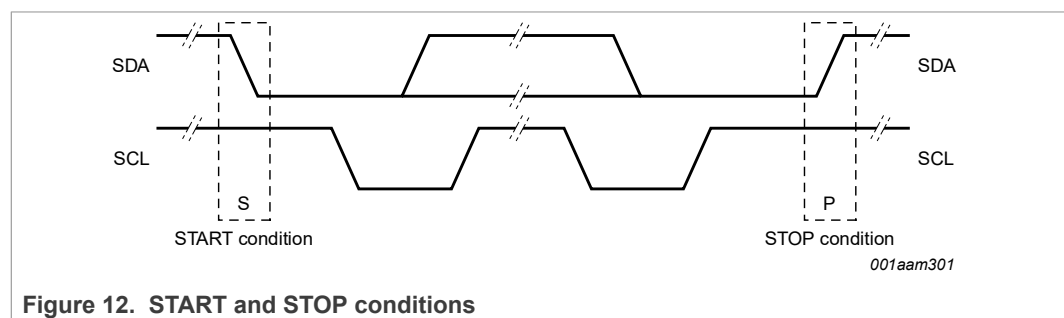 SDA
SDA
SCL
SCL
S
P
START condition
STOP condition
001aam301
Figure 12. START and STOP conditions